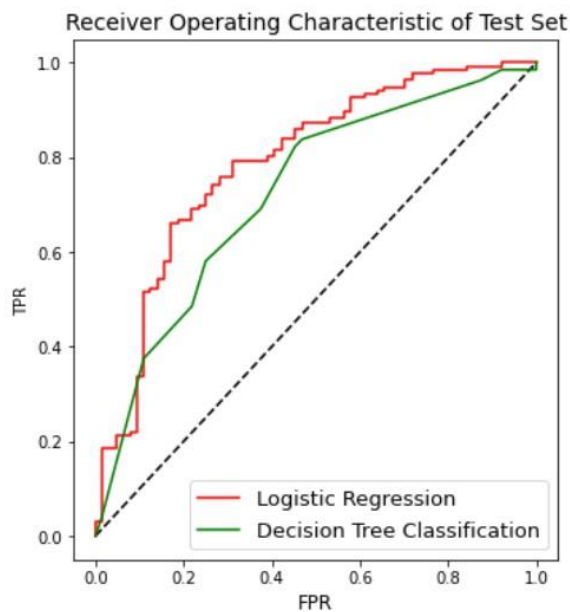 Receiver Operating Characteristic of Test Set
1.0
0.8
0.6
0.4
0.2
0.0
TPR
Logistic Regression
Decision Tree Classification
0.0 0.2 0.4 0.6 0.8 1.0
FPR